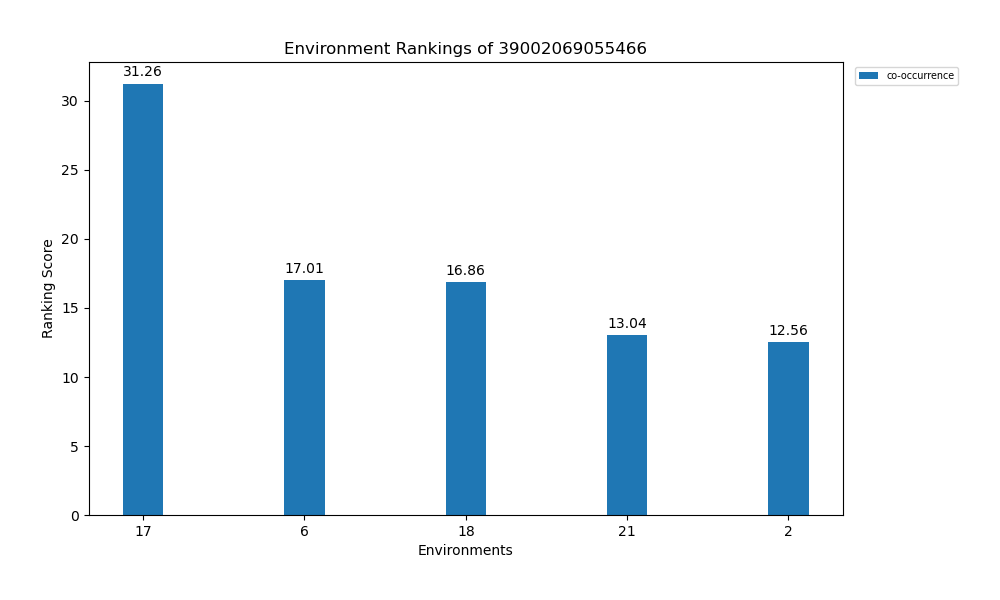 Environment Rankings of 39002069055466
co-occurrence
Ranking Score
30
25
20
15
10
5
0
31.26
17.01
16.86
13.04
12.56
17 6 18 21 2
Environments